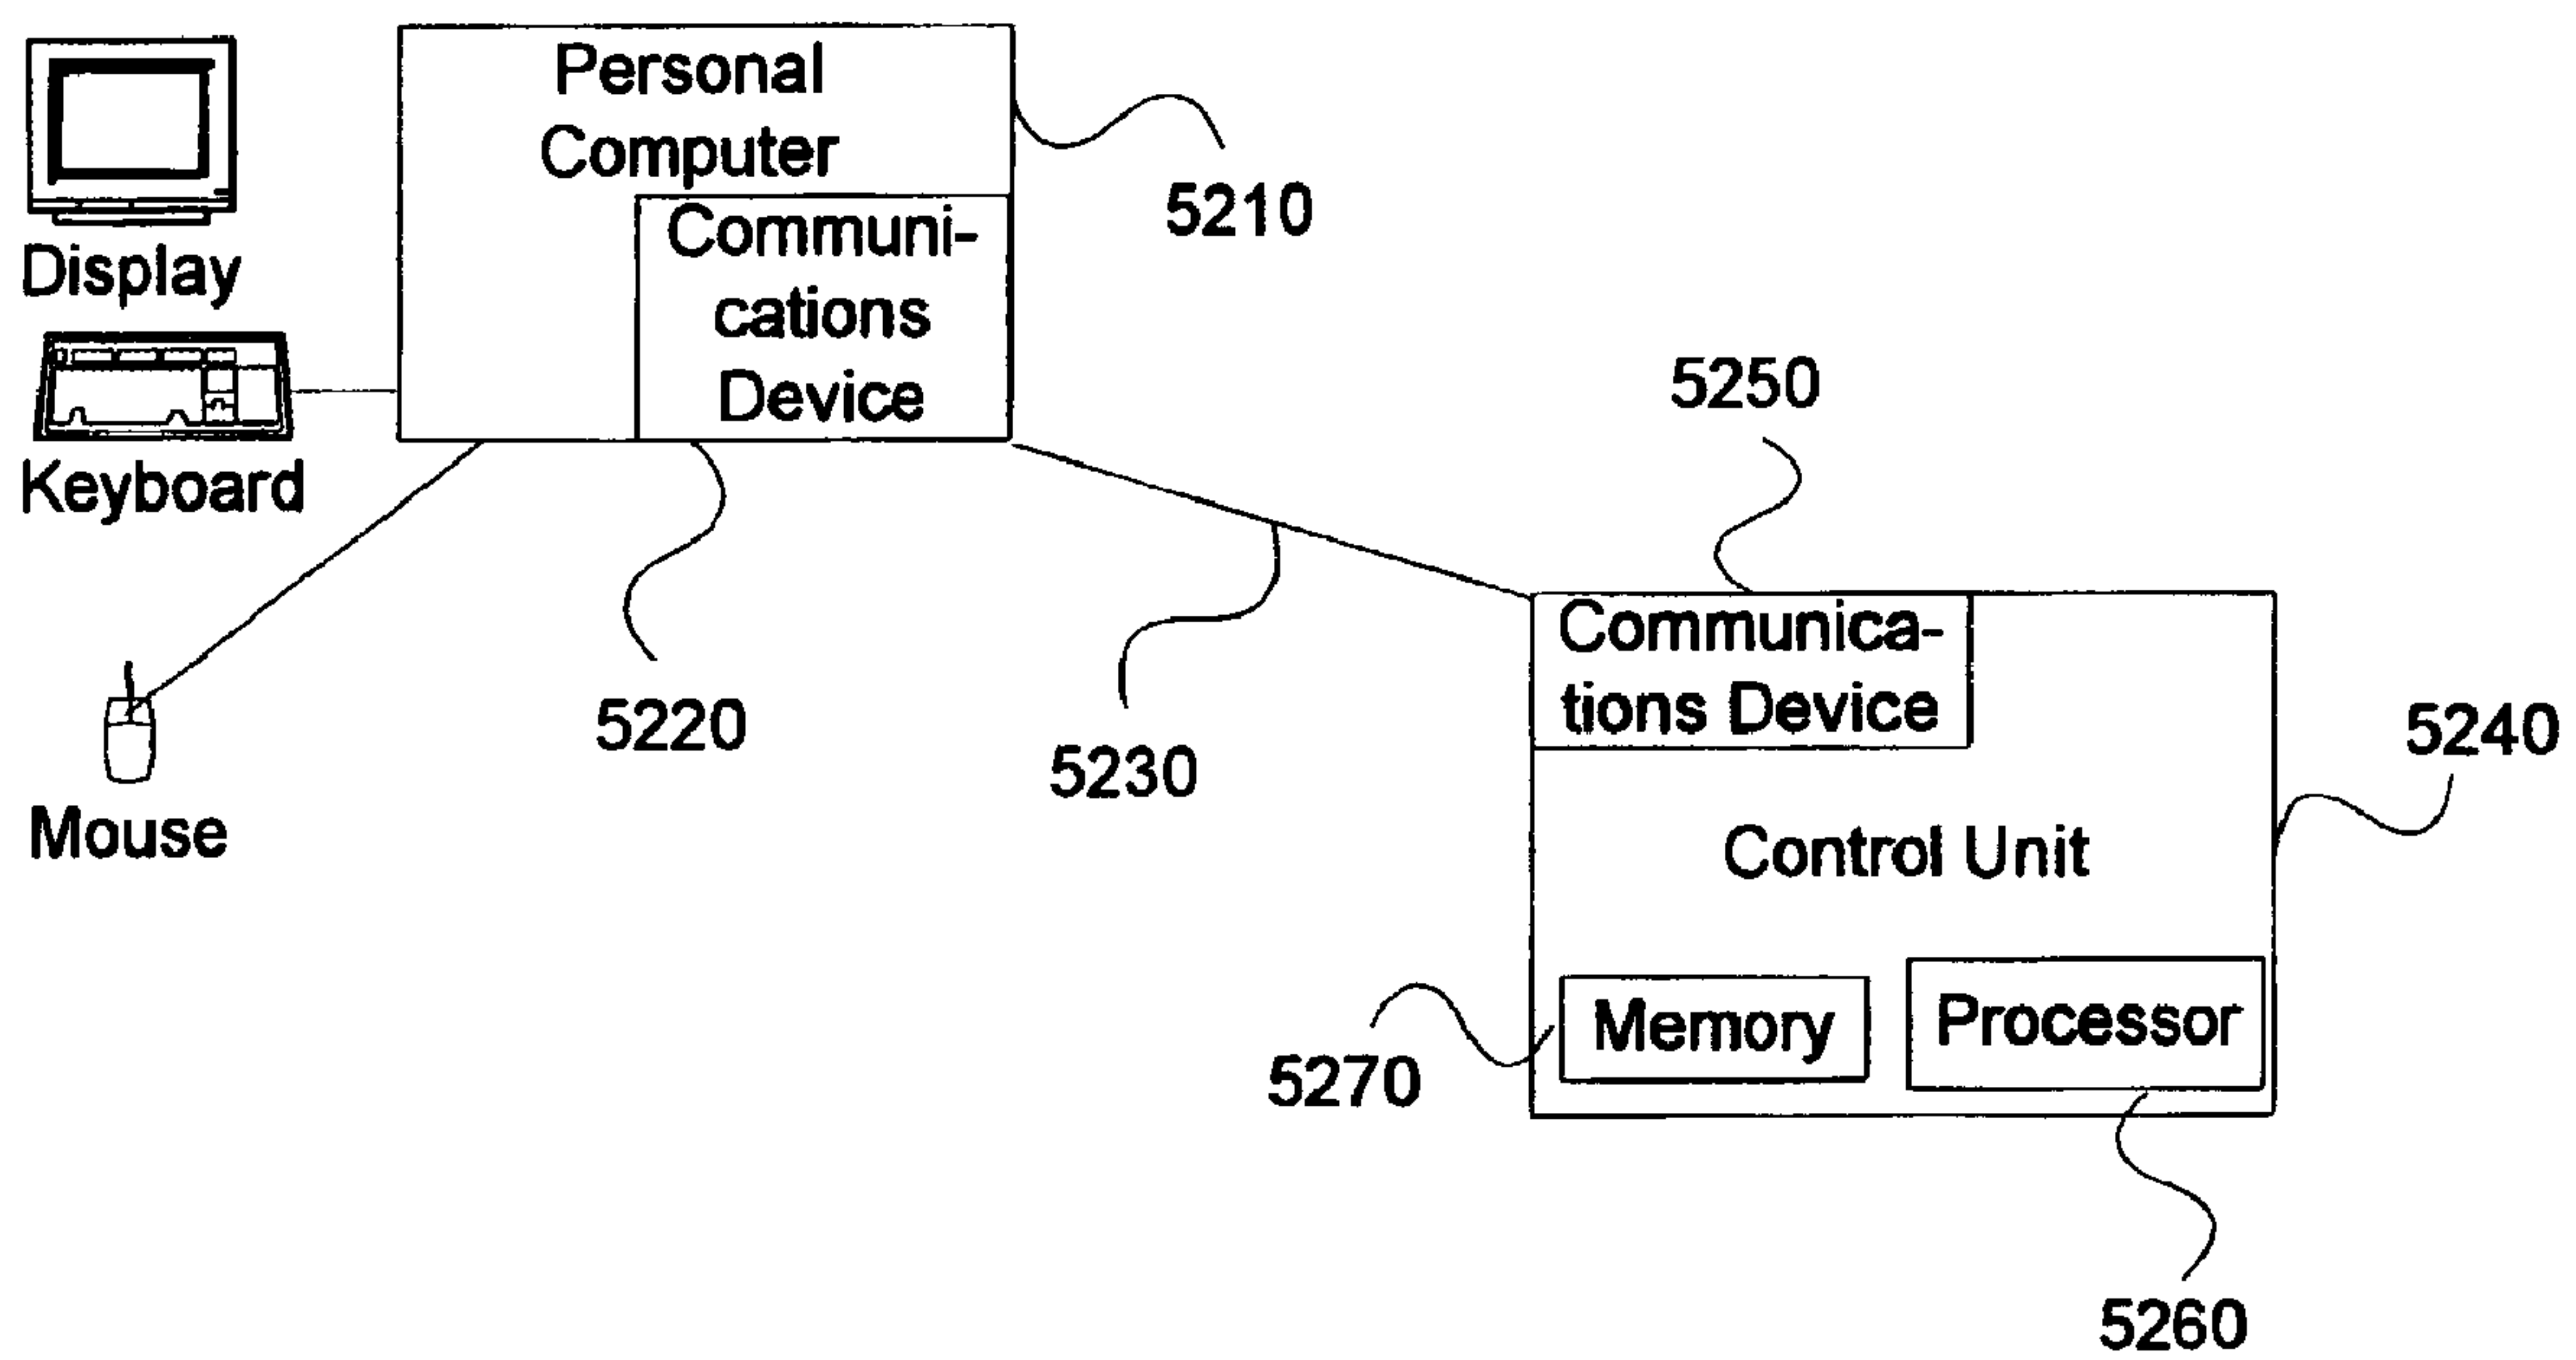 Personal
Computer
Communi-
cations
Device
5210
Display
Keyboard
Mouse
5220
5230
5250
Communica-
tions Device
5240
Control Unit
Memory
Processor
5270
5260